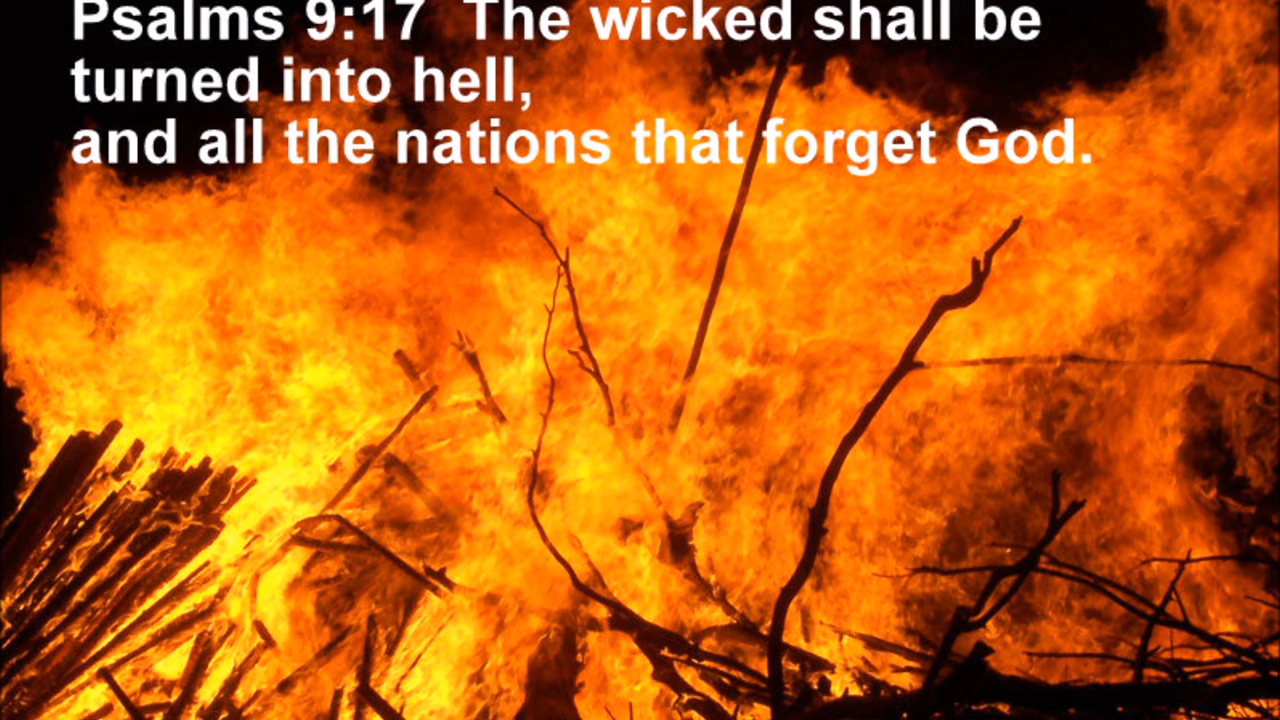 Psalms 9:17 The wicked shall be
turned into hell,
and all the nations that forget God.